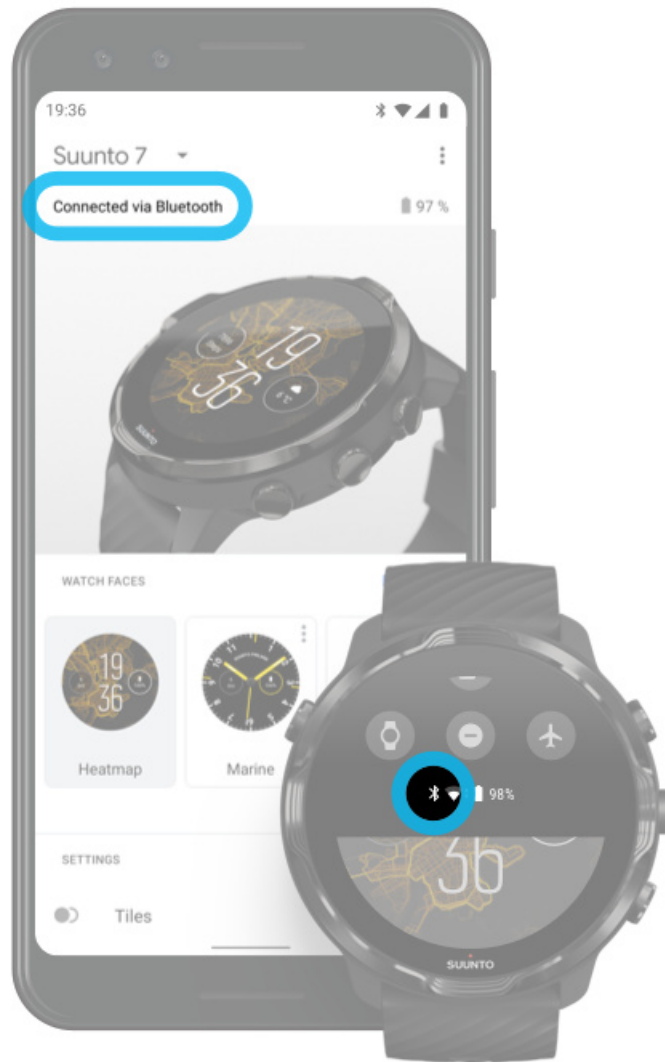 19:36
Suunto 7
Connected via Bluetooth
97 %
19
36
SUUNTO
WATCH FACES
19
36
Heatmap
Marine
98%
36
SUUNTO
SETTINGS
Tiles